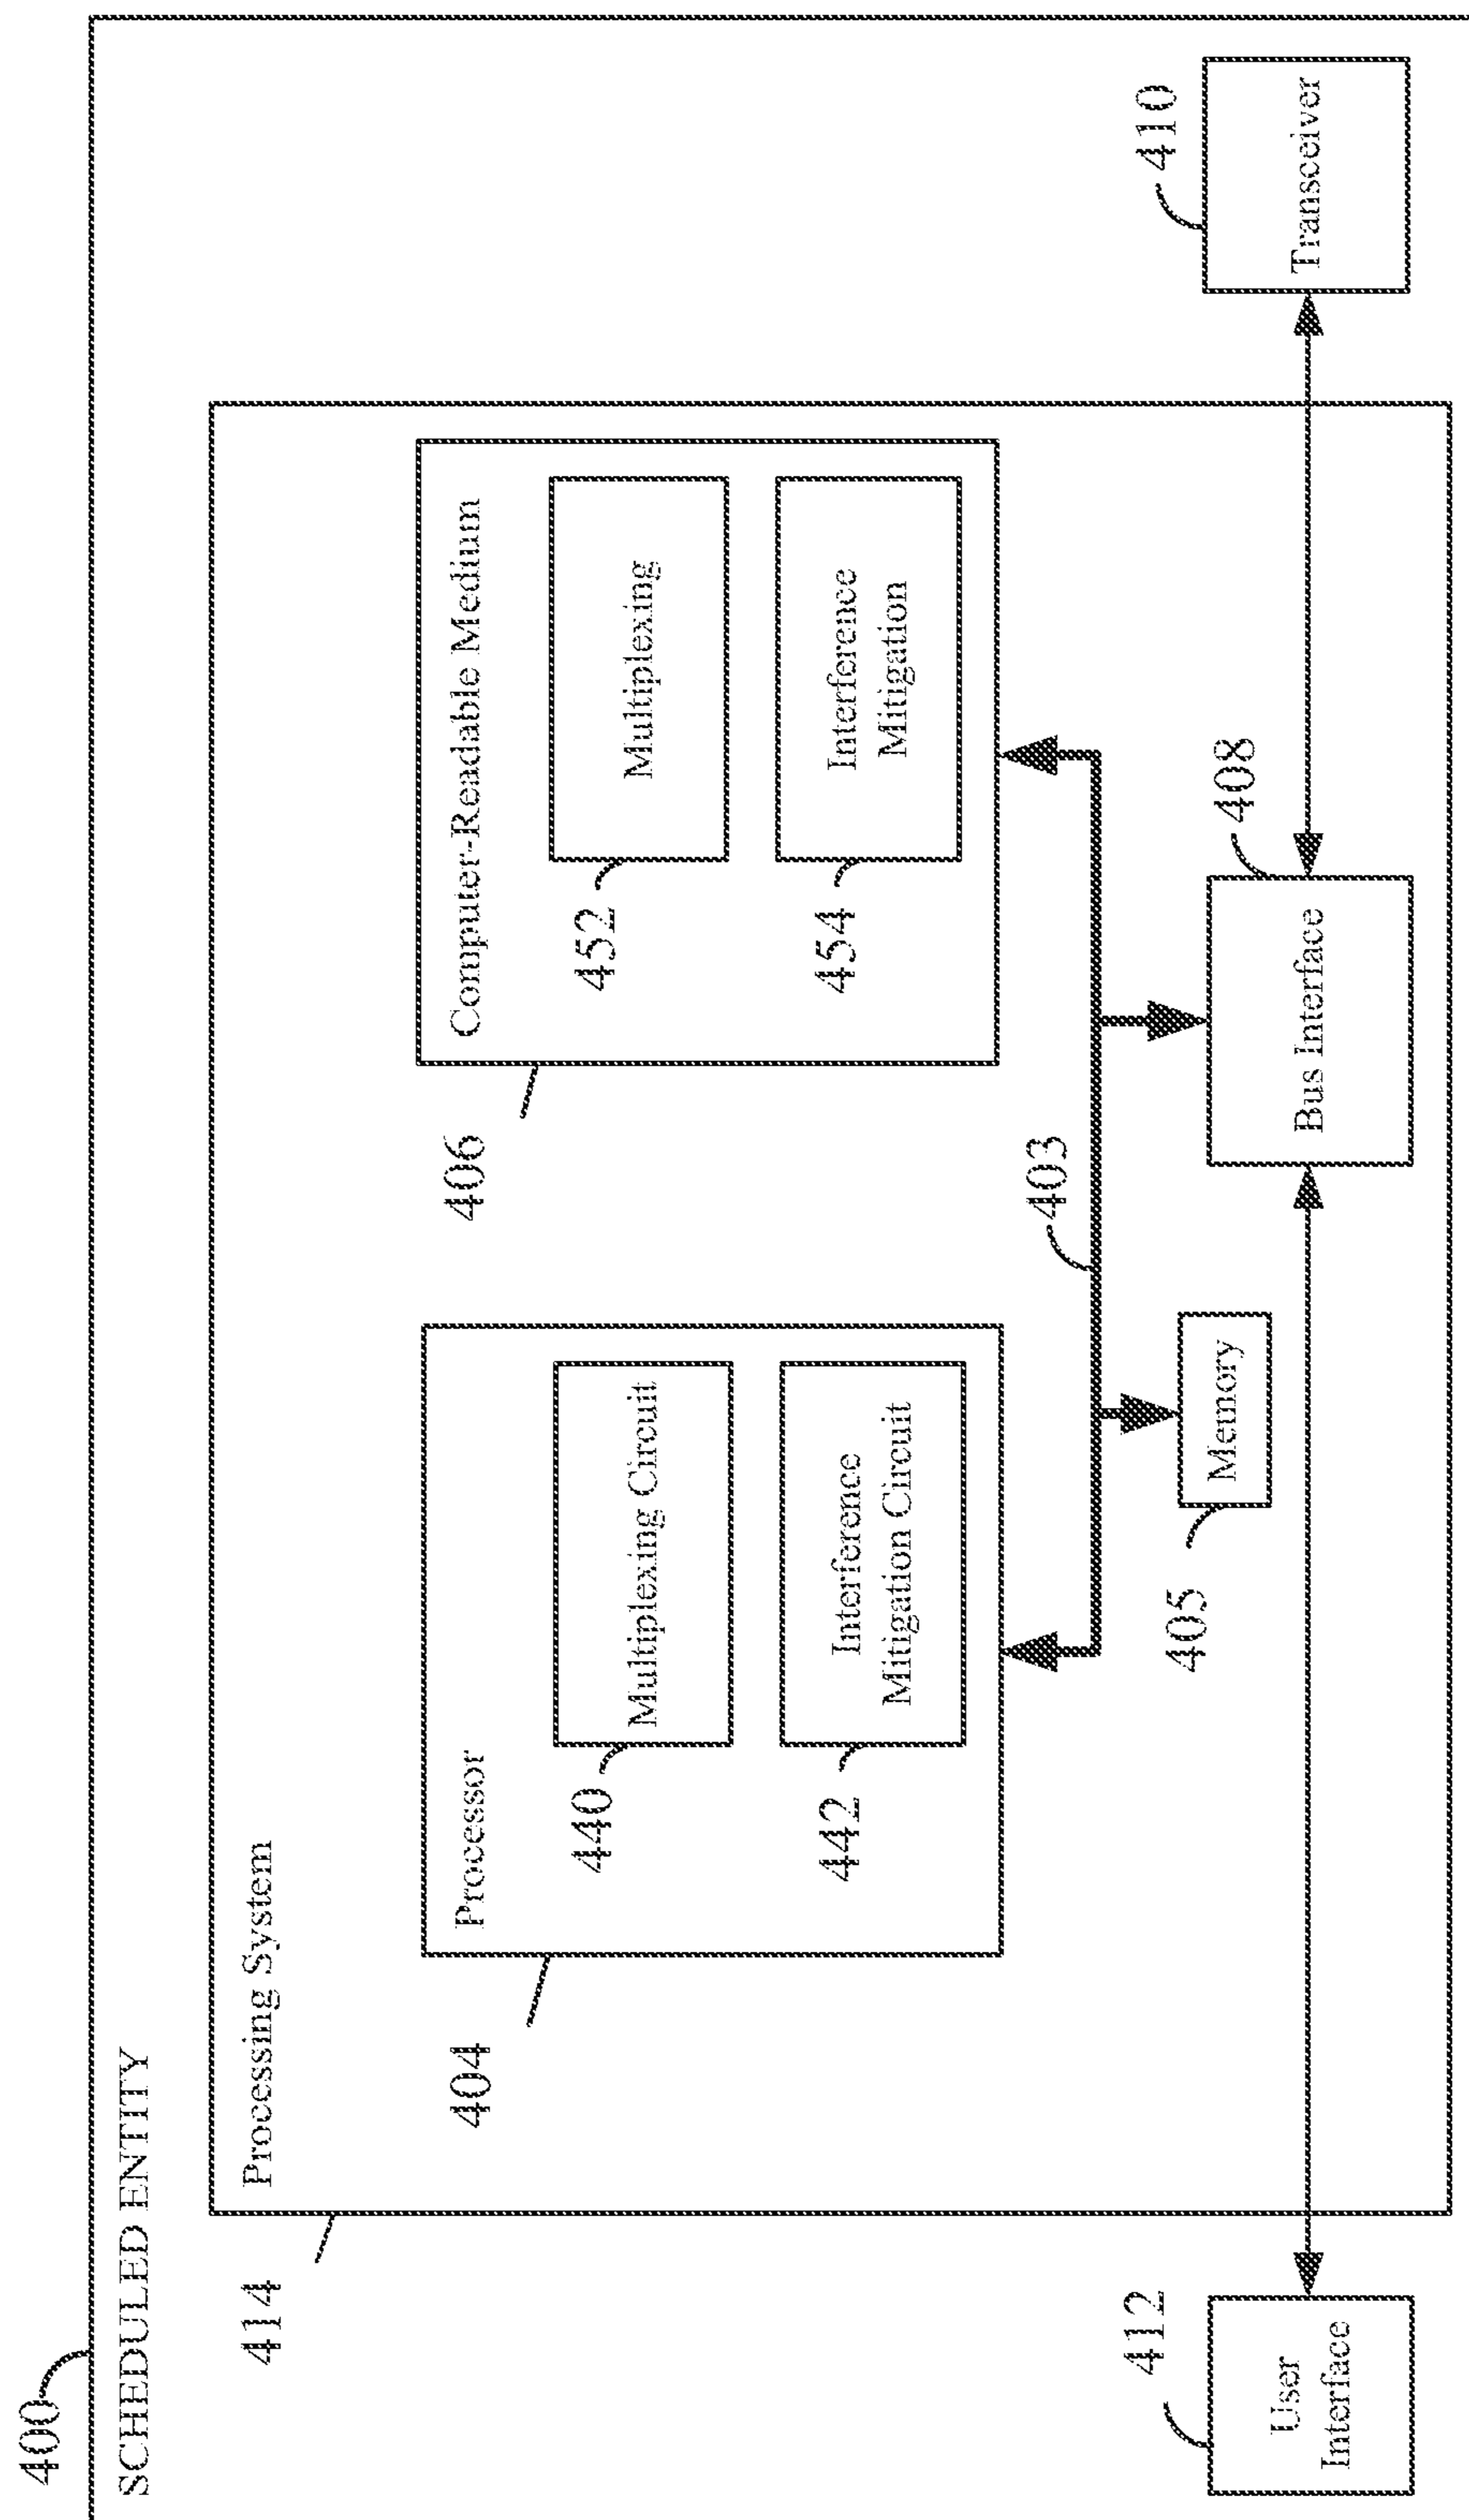 400
SCHEDULED ENTITY
414
Processing System
404
Processor
440
Multiplexing Circuit
442
Interference
Mitigation Circuit
406
Computer-Readable Medium
452
Multiplexing
454
Interference
Mitigation
403
405
Memory
412
User
Interface
408
Bus Interface
410
Transceiver